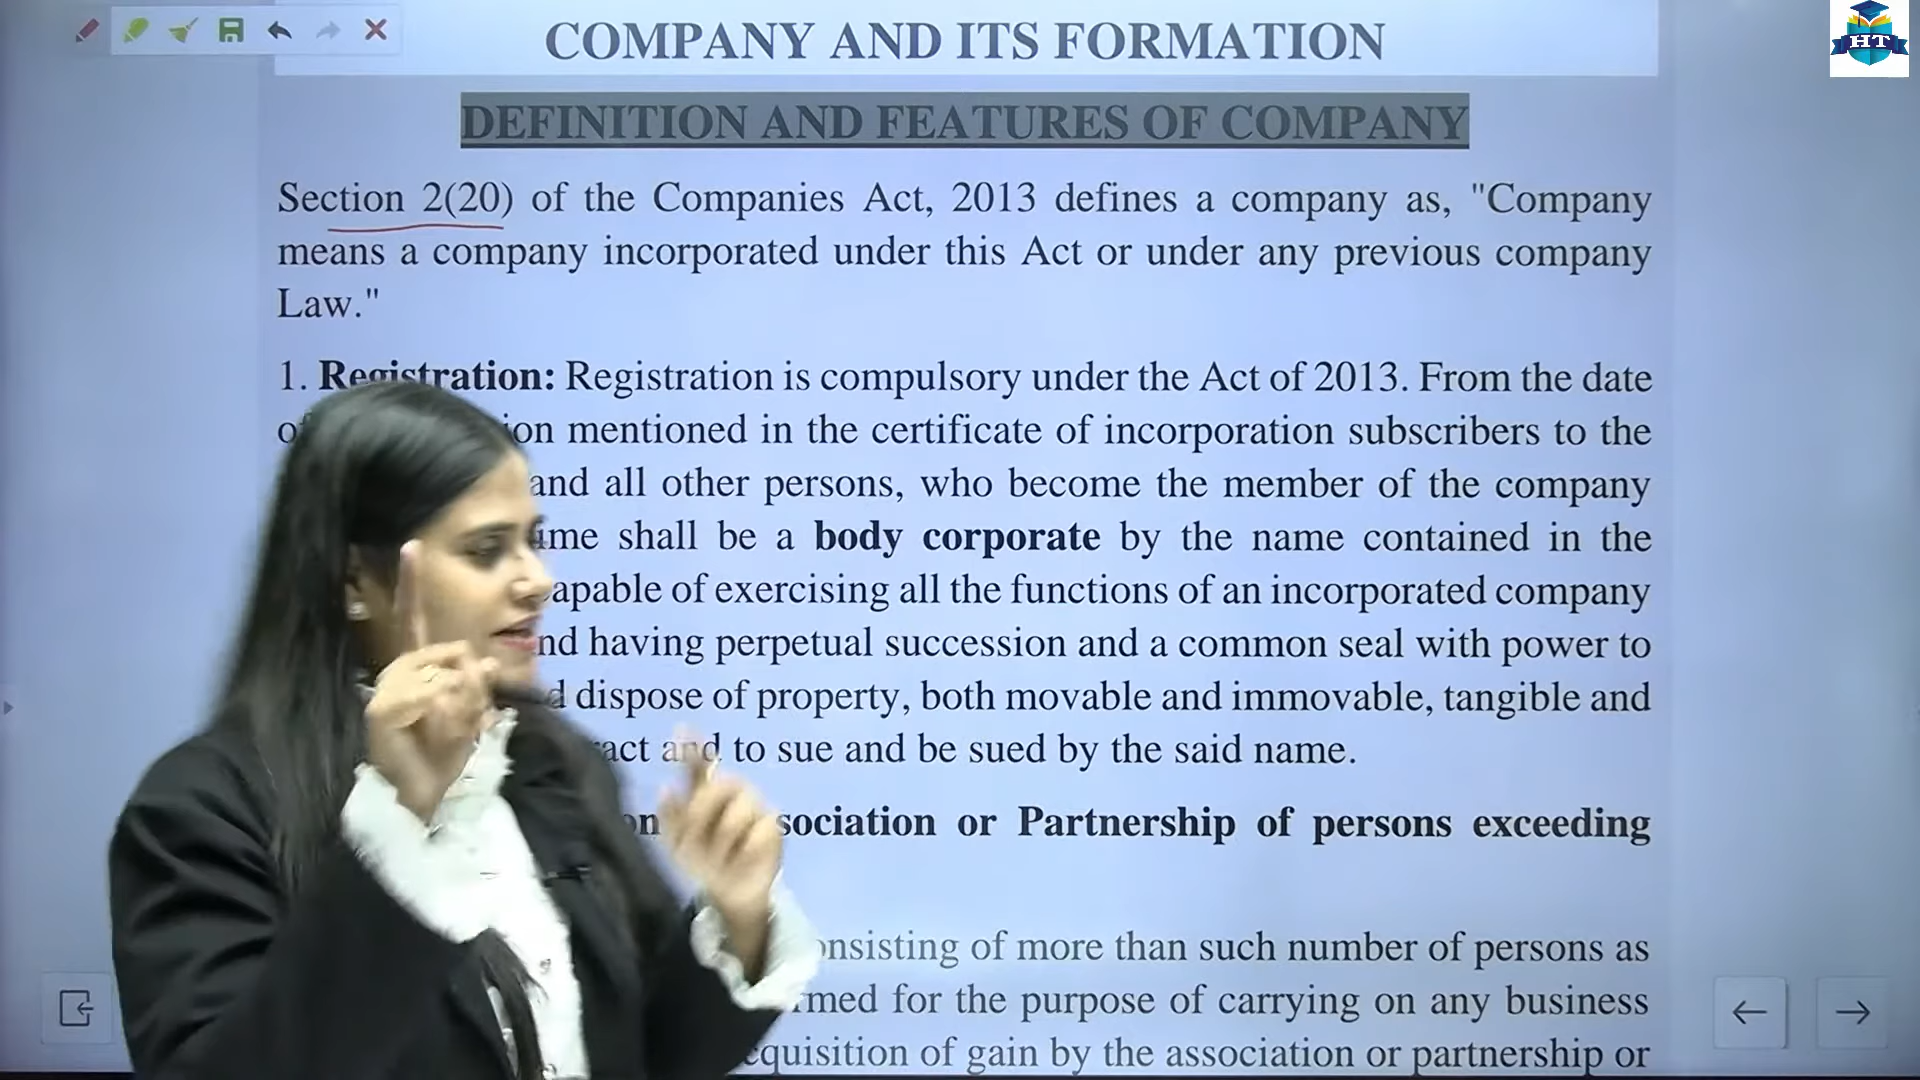 COMPANY AND ITS FORMATION
HT
DEFINITION AND FEATURES OF COMPANY
Section 2(20) of the Companies Act, 2013 defines a company as, "Company
means a company incorporated under this Act or under any previous company
Law."
1. Registration: Registration is compulsory under the Act of 2013. From the date
mentioned in the certificate of incorporation subscribers to the
and all other persons, who become the member of the company
shall be a body corporate by the name contained in the
of exercising all the functions of an incorporated company
having perpetual succession and a common seal with power to
dispose of property, both movable and immovable, tangible and
and to sue and be sued by the said name.
or Partnership of persons exceeding
of more than such number of persons as
for the purpose of carrying on any business
of gain by the association or partnership or